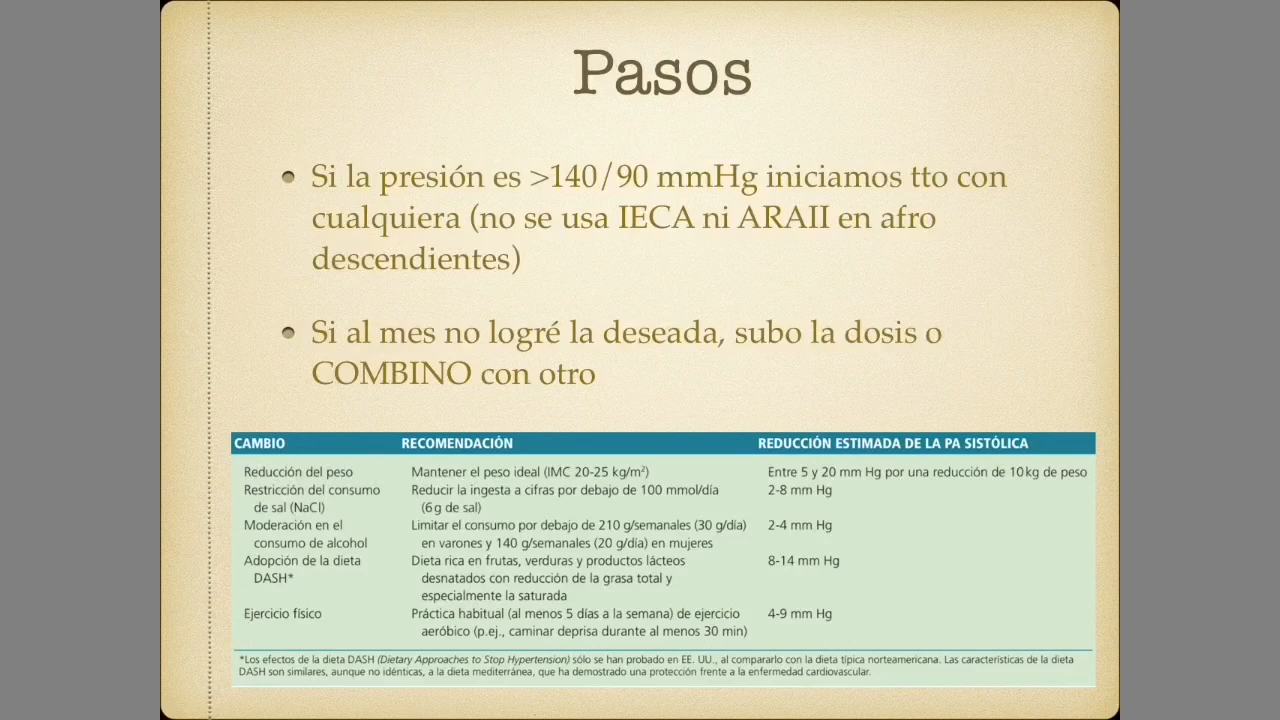 Pasos
Si la presión es >140/90 mmHg iniciamos tto con
cualquiera (no se usa IECA ni ARAII en afro
descendientes)
Si al mes no logré la deseada, subo la dosis o
COMBINO con otro
CAMBIO RECOMENDACIÓN REDUCCIÓN ESTIMADA DE LA PA SISTÓLICA
Reducción del peso Mantener el peso ideal (IMC 20-25 kg/m²) Entre 5 y 20 mm Hg por una reducción de 10 kg de peso
Restricción del consumo Reducir la ingesta a cifras por debajo de 100 mmol/día 2-8 mm Hg
de sal (NaCl) (6 g de sal)
Moderación en el Limitar el consumo por debajo de 210 g/semanales (30 g/día) 2-4 mm Hg
consumo de alcohol en varones y 140 g/semanales (20 g/día) en mujeres
Adopción de la dieta Dieta rica en frutas, verduras y productos lácteos 8-14 mm Hg
DASH* desnatados con reducción de la grasa total y
especialmente la saturada
Ejercicio físico Práctica habitual (al menos 5 días a la semana) de ejercicio 4-9 mm Hg
aeróbico (p.ej., caminar deprisa durante al menos 30 min)
*Los efectos de la dieta DASH (Dietary Approaches to Stop Hypertension) sólo se han probado en EE. UU., al compararlo con la dieta típica norteamericana. Las características de la dieta
DASH son similares, aunque no idénticas, a la dieta mediterránea, que ha demostrado una protección frente a la enfermedad cardiovascular.